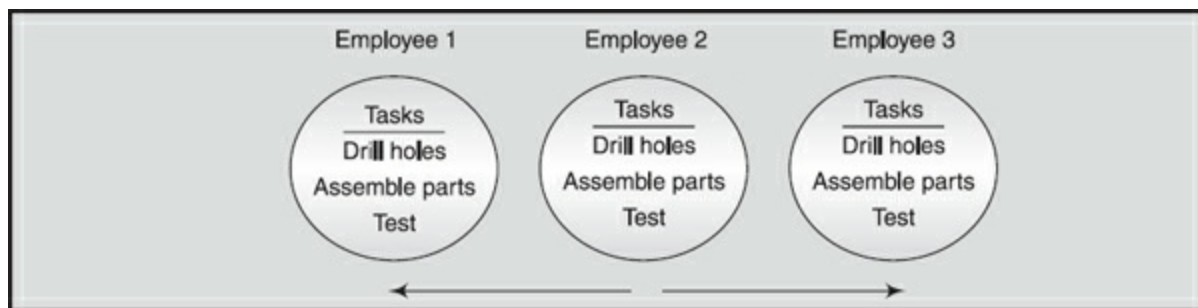 Employee 1 Employee 2 Employee 3
Tasks Tasks Tasks
Drill holes Drill holes Drill holes
Assemble parts Assemble parts Assemble parts
Test Test Test